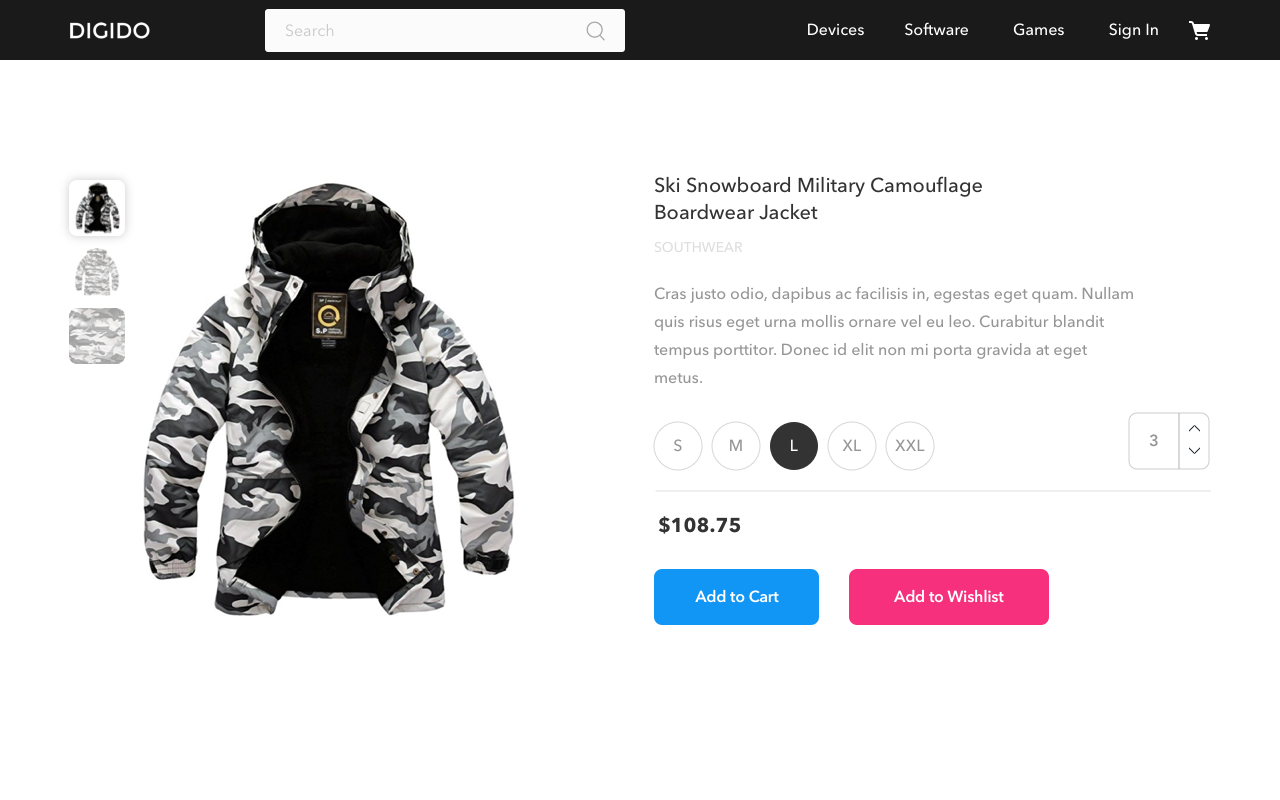 DIGIDO
Search
Devices
Software
Games
Sign In
Ski Snowboard Military Camouflage
Boardwear Jacket
SOUTHWEAR
Cras justo odio, dapibus ac facilisis in, egestas eget quam. Nullam
quis risus eget urna mollis ornare vel eu leo. Curabitur blandit
tempus porttitor. Donec id elit non mi porta gravida at eget
metus.
S
M
L
XL
XXL
3
$108.75
Add to Cart
Add to Wishlist
S.P